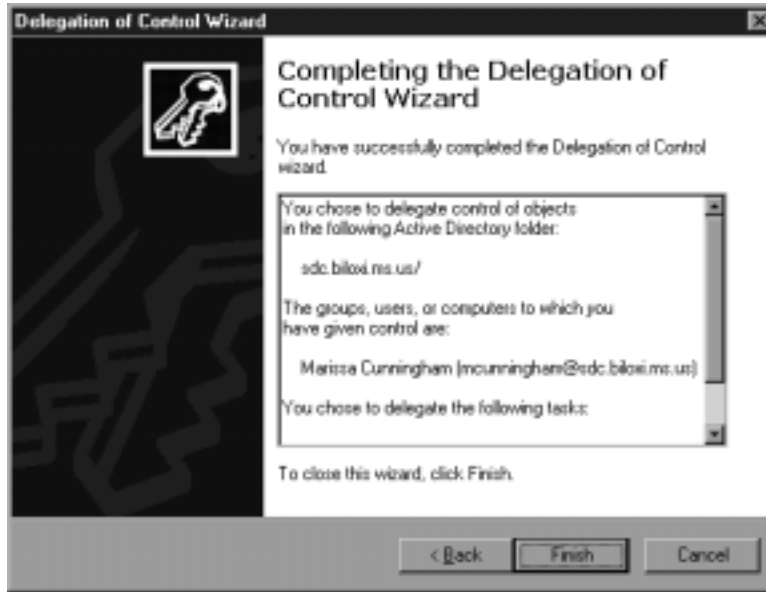 Delegation of Control Wizard
Completing the Delegation of
Control Wizard
You have successfully completed the Delegation of Control
wizard.
You chose to delegate control of objects
in the following Active Directory folder:
sdc.biloxi.ms.us/
The groups, users, or computers to which you
have given control are:
Marissa Cunningham (mcunningham@sdc.biloxi.ms.us)
You chose to delegate the following tasks:
To close this wizard, click Finish.
< Back
Finish
Cancel